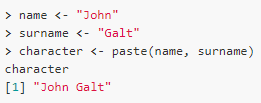 > name <- "John"
> surname <- "Galt"
> character <- paste(name, surname)
character
[1] "John Galt"